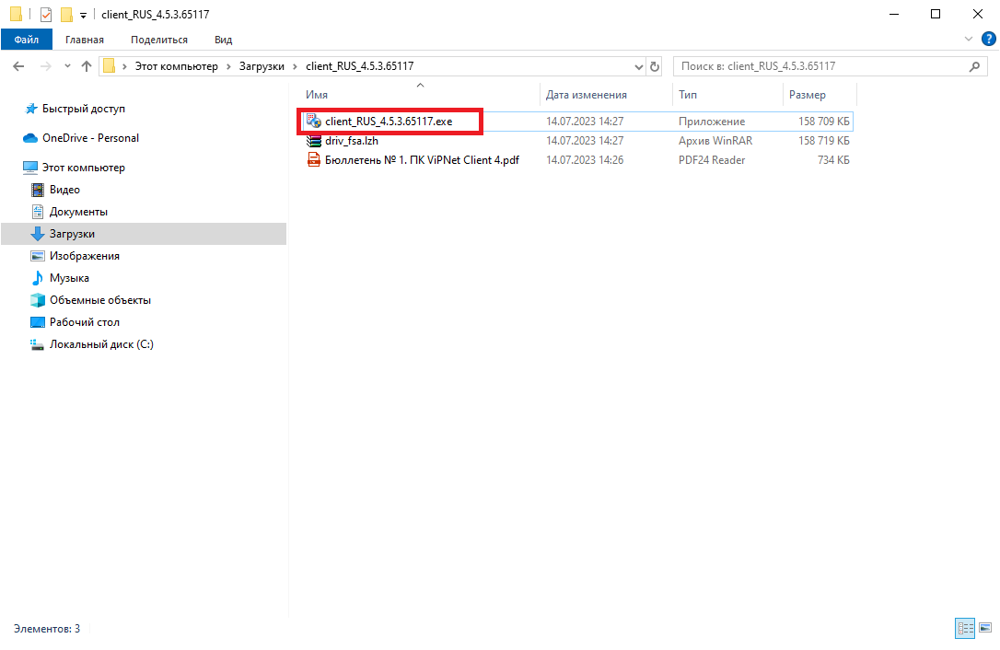 client_RUS_4.5.3.65117
Файл Главная Поделиться Вид
Этот компьютер Загрузки client_RUS_4.5.3.65117 Поиск в: client_RUS_4.5.3.65117
Имя Дата изменения Тип Размер
client_RUS_4.5.3.65117.exe 14.07.2023 14:27 Приложение 158 709 КБ
driv_fsa.lzh 14.07.2023 14:27 Архив WinRAR 158 719 КБ
Бюллетень № 1. ПК ViPNet Client 4.pdf 14.07.2023 14:26 PDF24 Reader 734 КБ
Быстрый доступ
OneDrive - Personal
Этот компьютер
Видео
Документы
Загрузки
Изображения
Музыка
Объемные объекты
Рабочий стол
Локальный диск (C:)
Элементов: 3